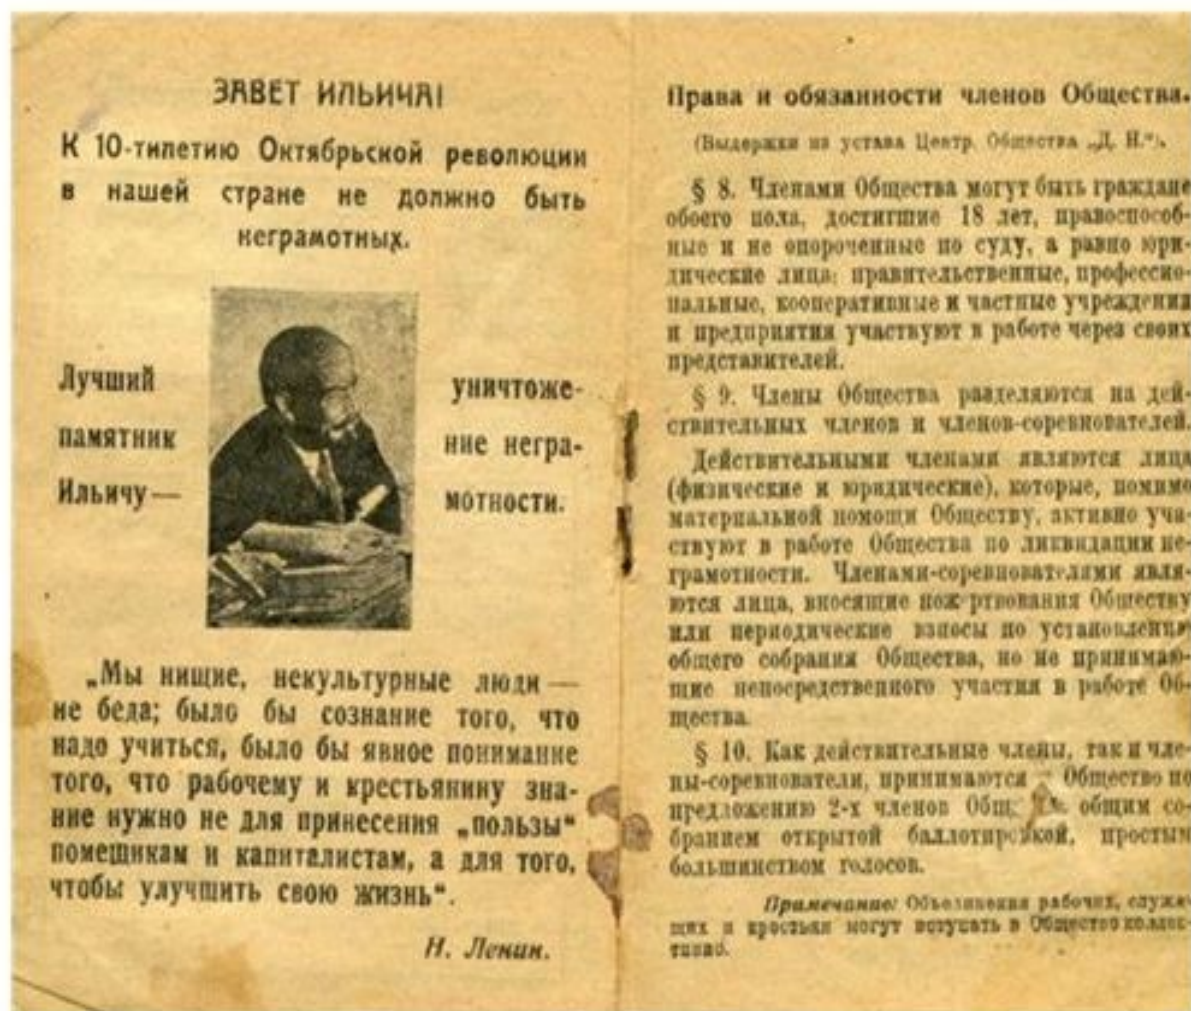 ЗАВЕТ ИЛЬИЧА!
К 10-тилетию Октябрьской революции
в нашей стране не должно быть
неграмотных.
Лучший
памятник
Ильичу —
уничтоже-
ние негра-
мотности.
„Мы нищие, некультурные люди —
не беда; было бы сознание того, что
надо учиться, было бы явное понимание
того, что рабочему и крестьянину зна-
ние нужно не для принесения „пользы“
помещикам и капиталистам, а для того,
чтобы улучшить свою жизнь“.
Н. Ленин.
Права и обязанности членов Общества.
(Выдержки из устава Центр. Общества „Д. Н.“).
§ 8. Членами Общества могут быть граждане
обоего пола, достигшие 18 лет, правоспособ-
ные и не опороченные по суду, а равно юри-
дические лица: правительственные, профессио-
нальные, кооперативные и частные учреждения
и предприятия участвуют в работе через своих
представителей.
§ 9. Члены Общества разделяются на дей-
ствительных членов и членов-соревнователей.
Действительными членами являются лица
(физические и юридические), которые, помимо
материальной помощи Обществу, активно уча-
ствуют в работе Общества по ликвидации не-
грамотности. Членами-соревнователями явля-
ются лица, вносящие пожертвования Обществу
или периодические взносы по установлению
общего собрания Общества, но не принимаю-
щие непосредственного участия в работе Об-
щества.
§ 10. Как действительные члены, так и чле-
ны-соревнователи, принимаются Общество по
предложению 2-х членов общим со-
бранием открытой баллотировкой, простым
большинством голосов.
Примечание: Объединения рабочих, служа-
щих и крестьян могут вступать в Общество коллек-
тивно.